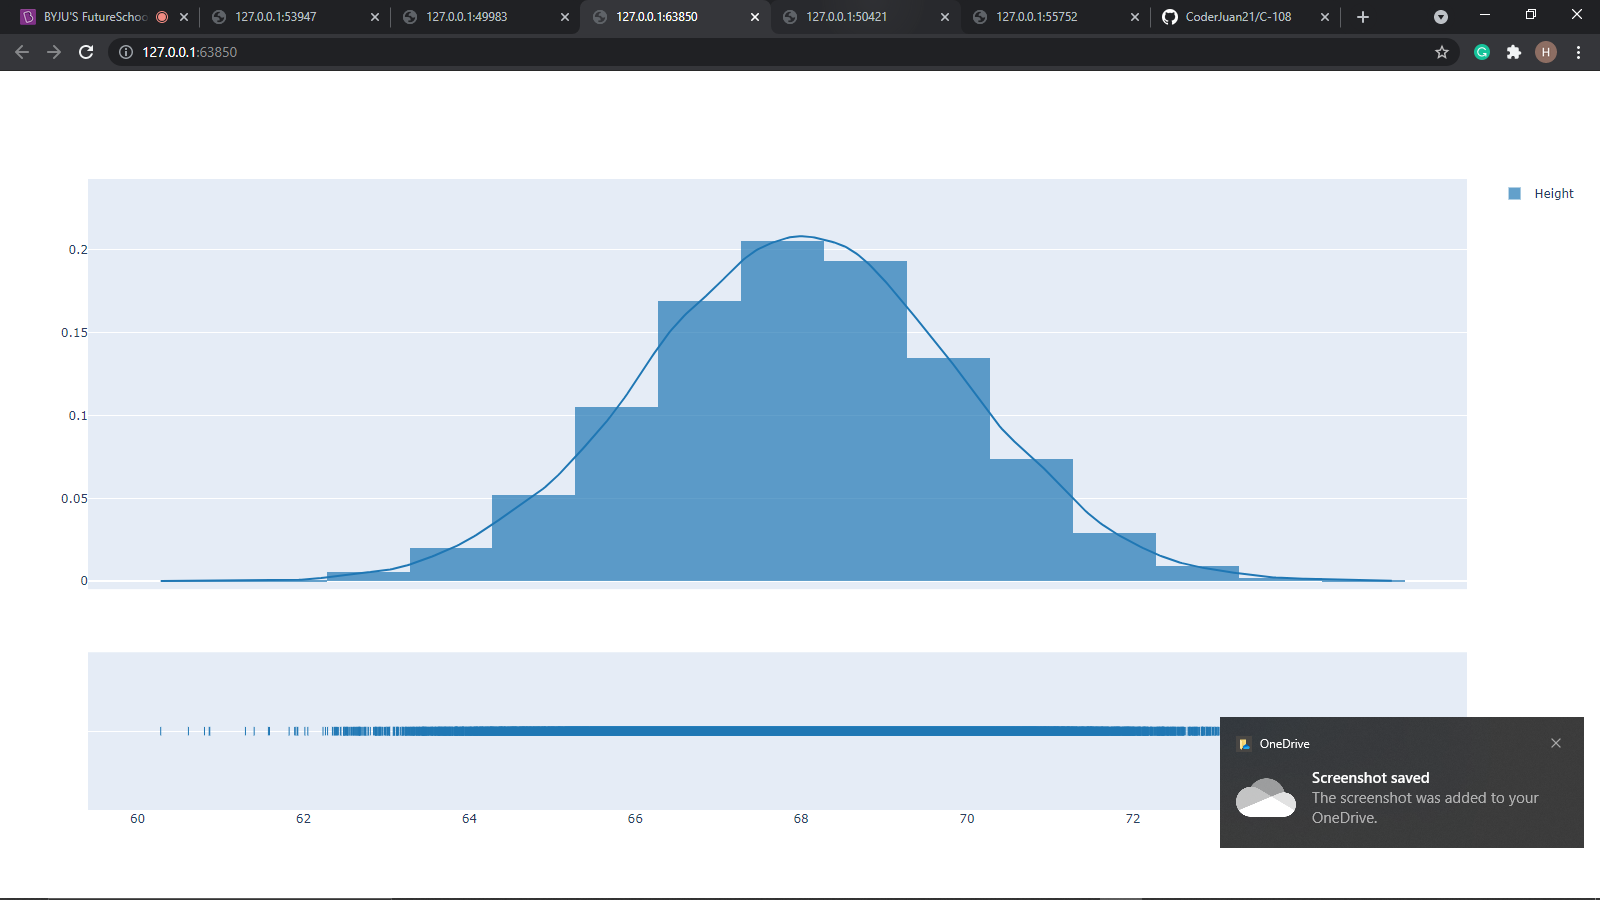 BYJU'S FutureSchoo
127.0.0.1:53947
127.0.0.1:49983
127.0.0.1:63850
127.0.0.1:50421
127.0.0.1:55752
CoderJuan21/C-108
127.0.0.1:63850
G
H
Height
0.2
0.15
0.1
0.05
0
60
62
64
66
68
70
72
OneDrive
Screenshot saved
The screenshot was added to your
OneDrive.